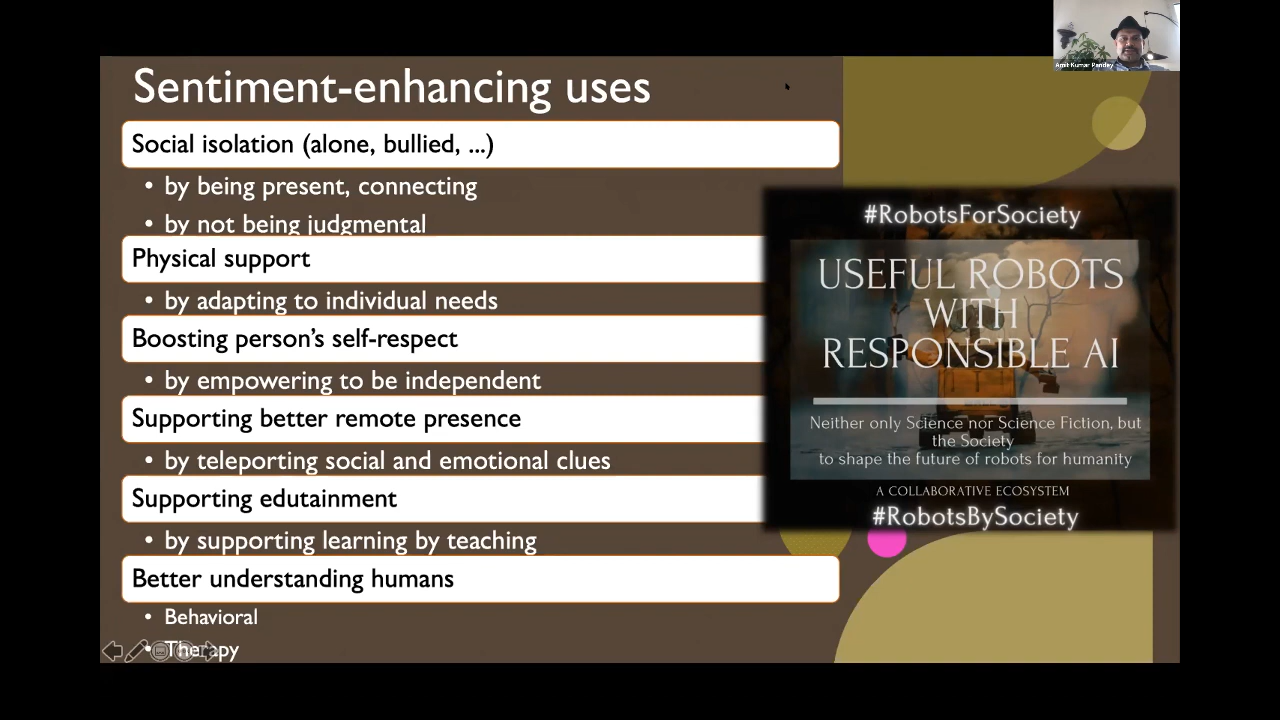 Amit Kumar Pandey
Sentiment-enhancing uses
Social isolation (alone, bullied, ...)
• by being present, connecting
• by not being judgmental
Physical support
• by adapting to individual needs
Boosting person's self-respect
• by empowering to be independent
Supporting better remote presence
• by teleporting social and emotional clues
Supporting edutainment
• by supporting learning by teaching
Better understanding humans
• Behavioral
• Therapy
#RobotsForSociety
USEFUL ROBOTS
WITH
RESPONSIBLE AI
Neither only Science nor Science Fiction, but
the Society
to shape the future of robots for humanity
A COLLABORATIVE ECOSYSTEM
#RobotsBySociety